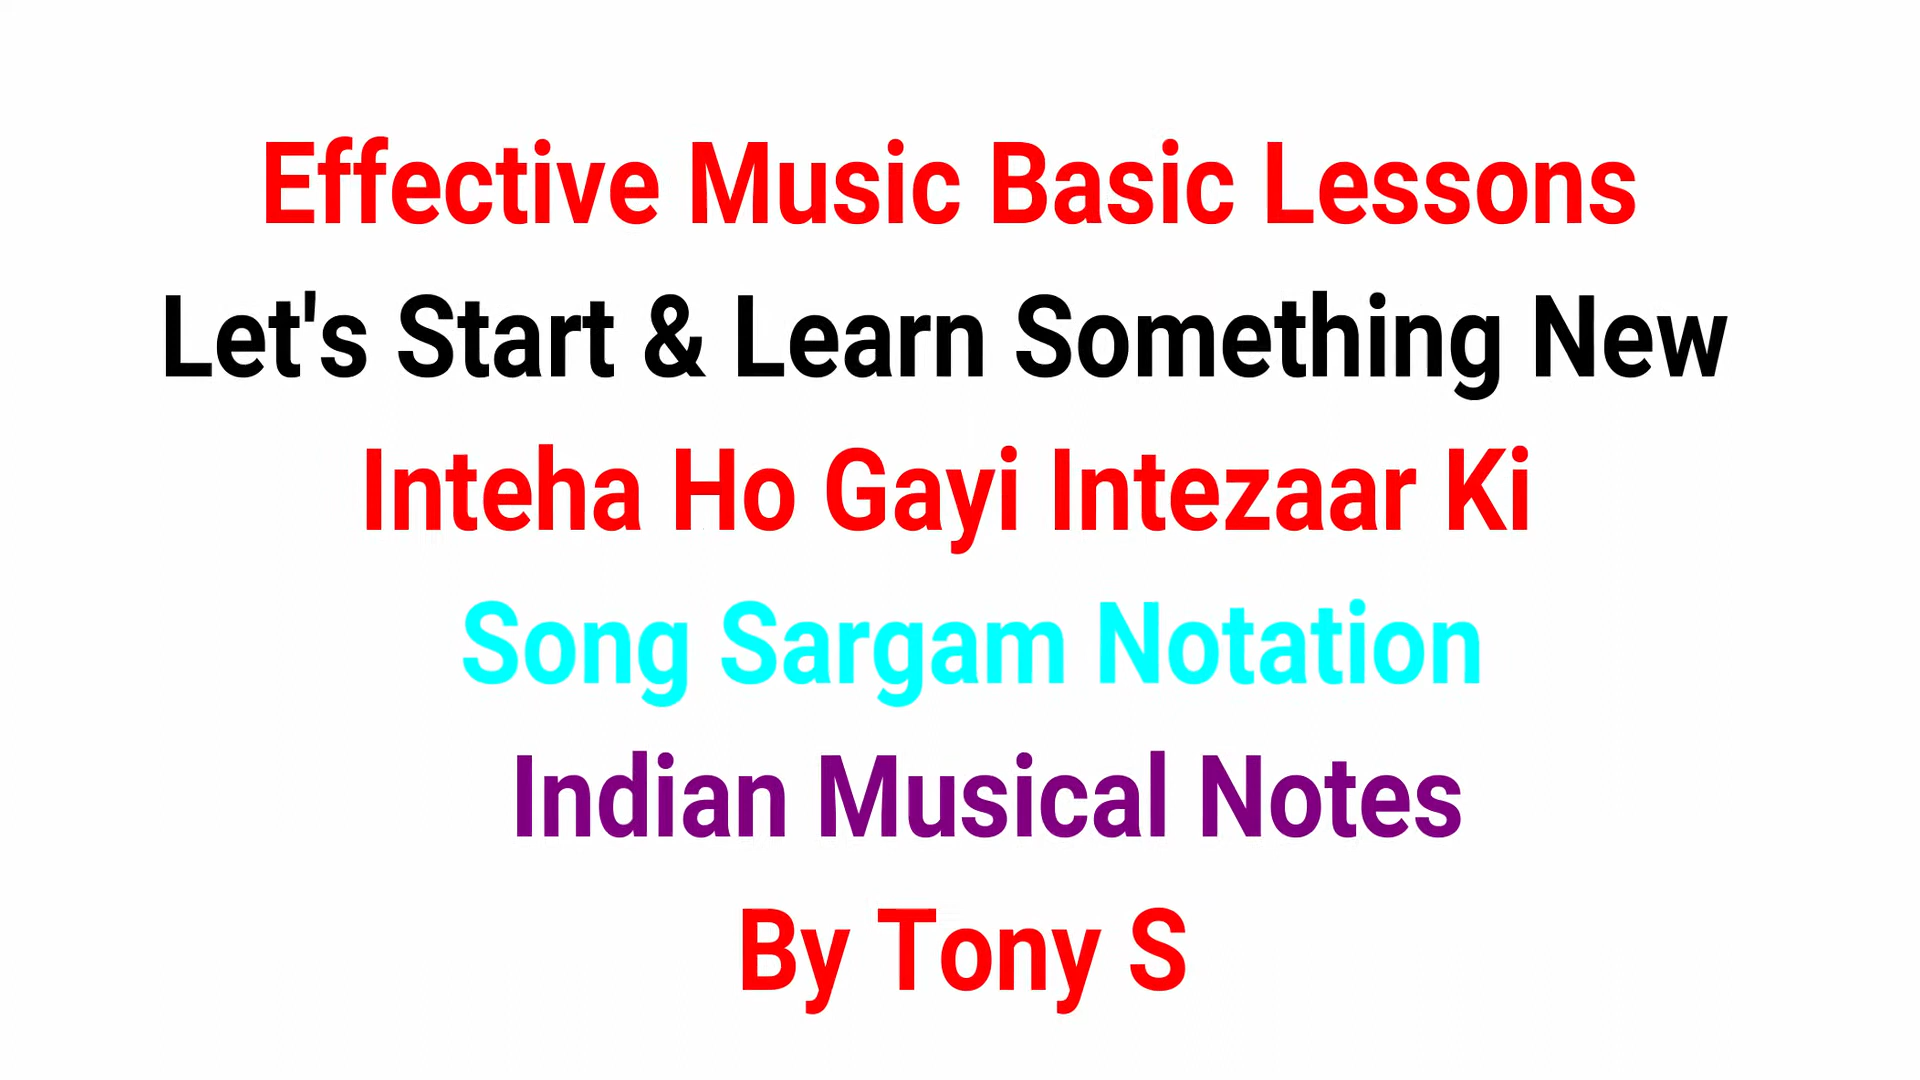 Effective Music Basic Lessons
Let's Start & Learn Something New
Inteha Ho Gayi Intezaar Ki
Song Sargam Notation
Indian Musical Notes
By Tony S